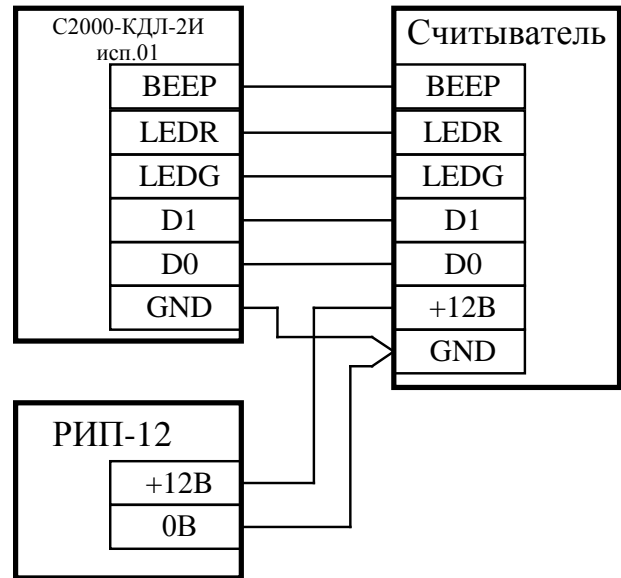 С2000-КДЛ-2И
исп.01
BEEP
LEDR
LEDG
D1
D0
GND
Считыватель
BEEP
LEDR
LEDG
D1
D0
+12В
GND
РИП-12
+12В
0В